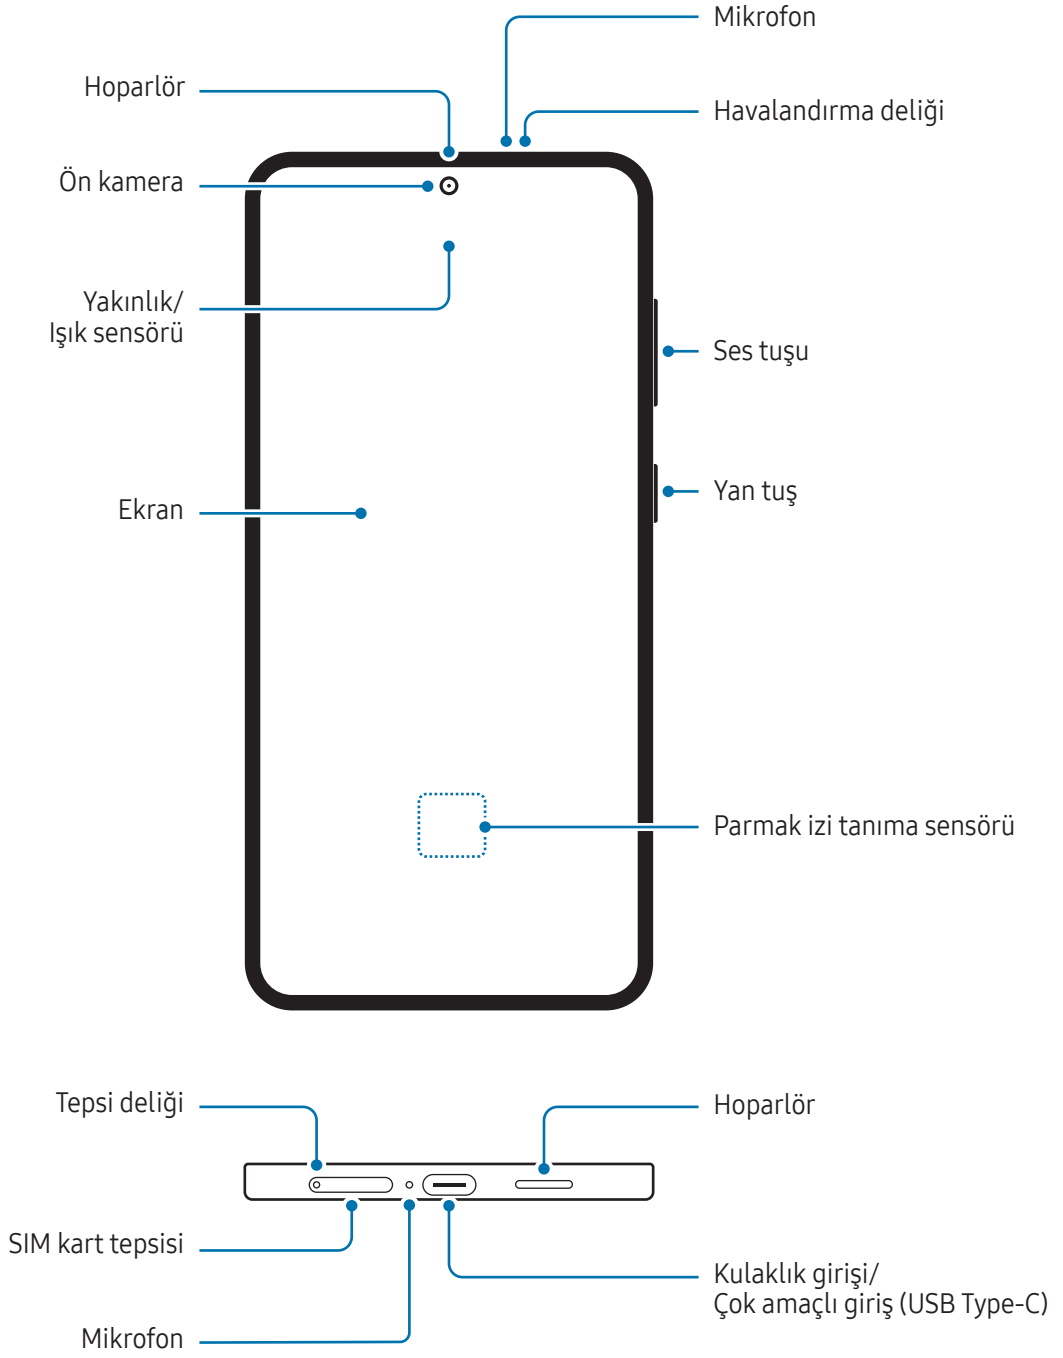 Mikrofon
Hoparlör
Havalandırma deliği
Ön kamera
Yakınlık/
Işık sensörü
Ses tuşu
Yan tuş
Ekran
Parmak izi tanıma sensörü
Tepsi deliği
Hoparlör
SIM kart tepsisi
Kulaklık girişi/
Çok amaçlı giriş (USB Type-C)
Mikrofon